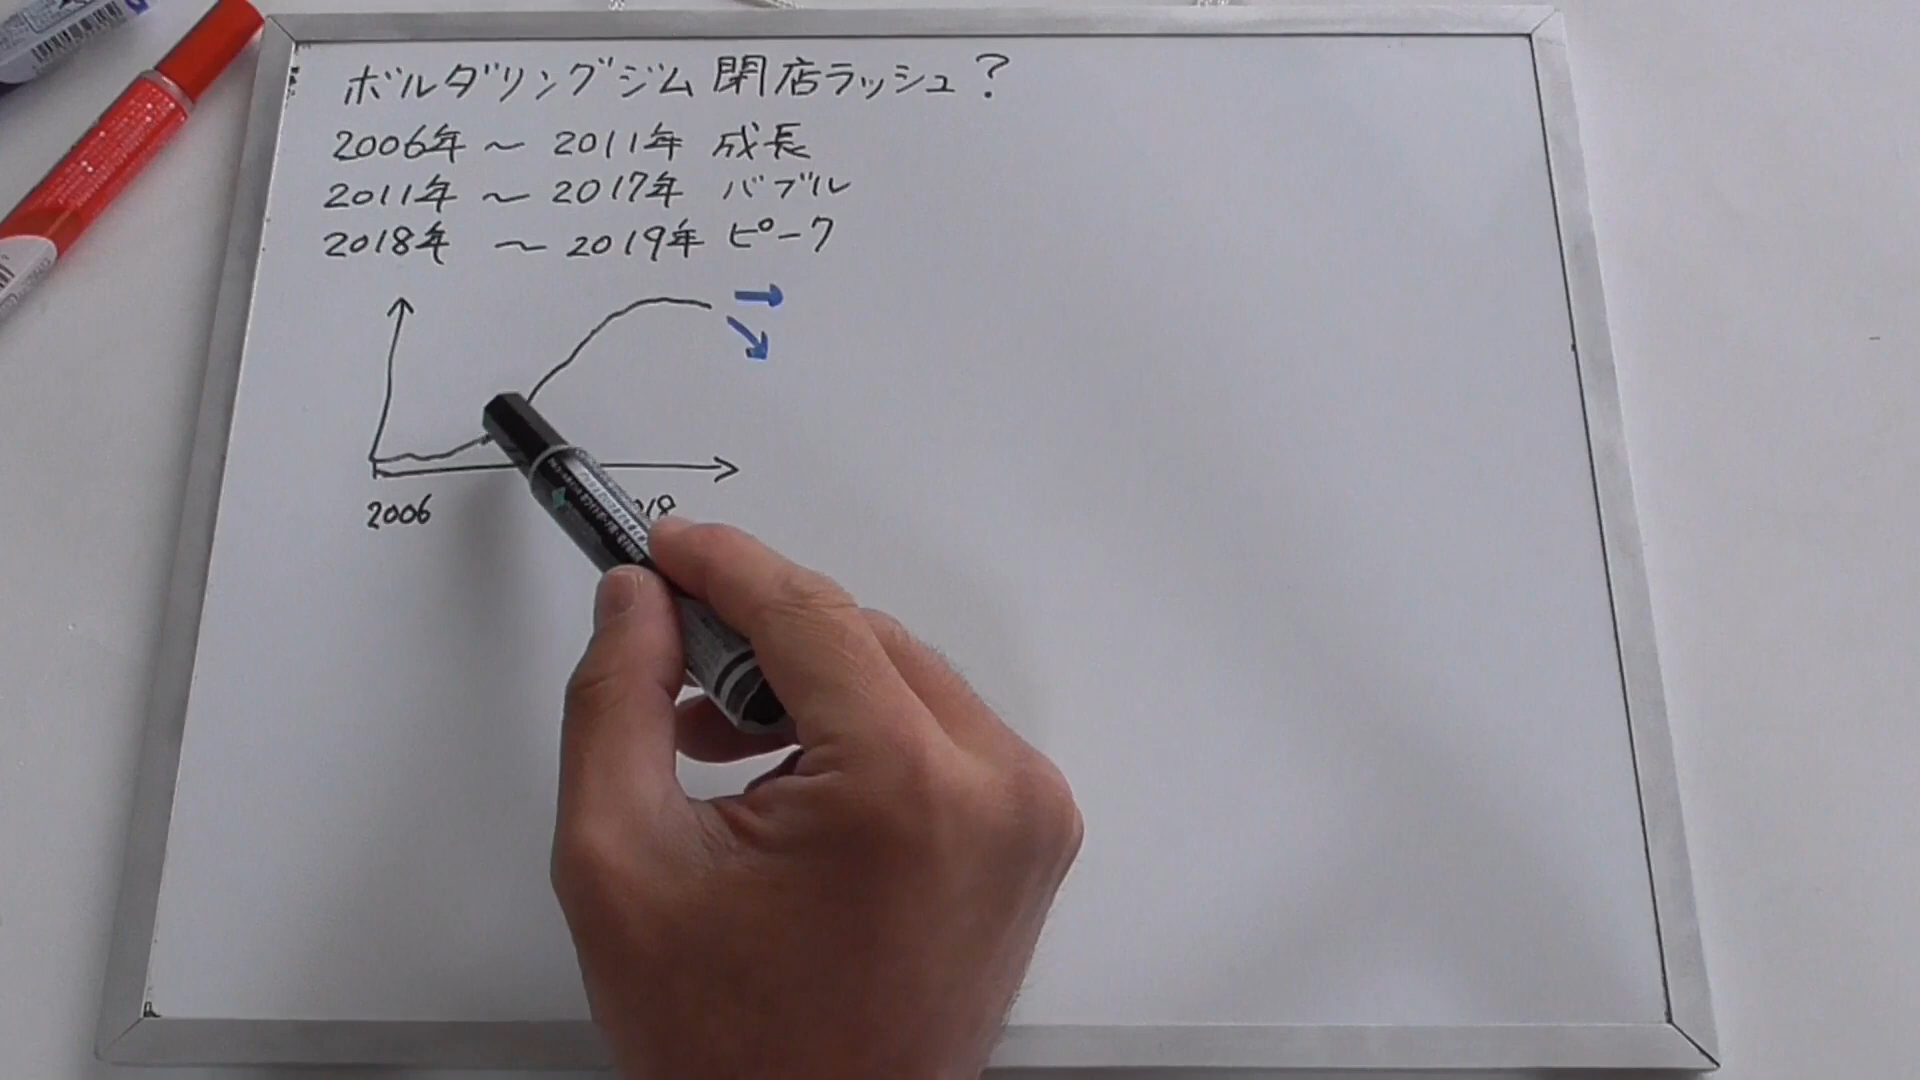 ボルダリングジム閉店ラッシュ?
2006年 ～ 2011年 成長
2011年 ～ 2017年 バブル
2018年 ～ 2019年 ピーク
2006